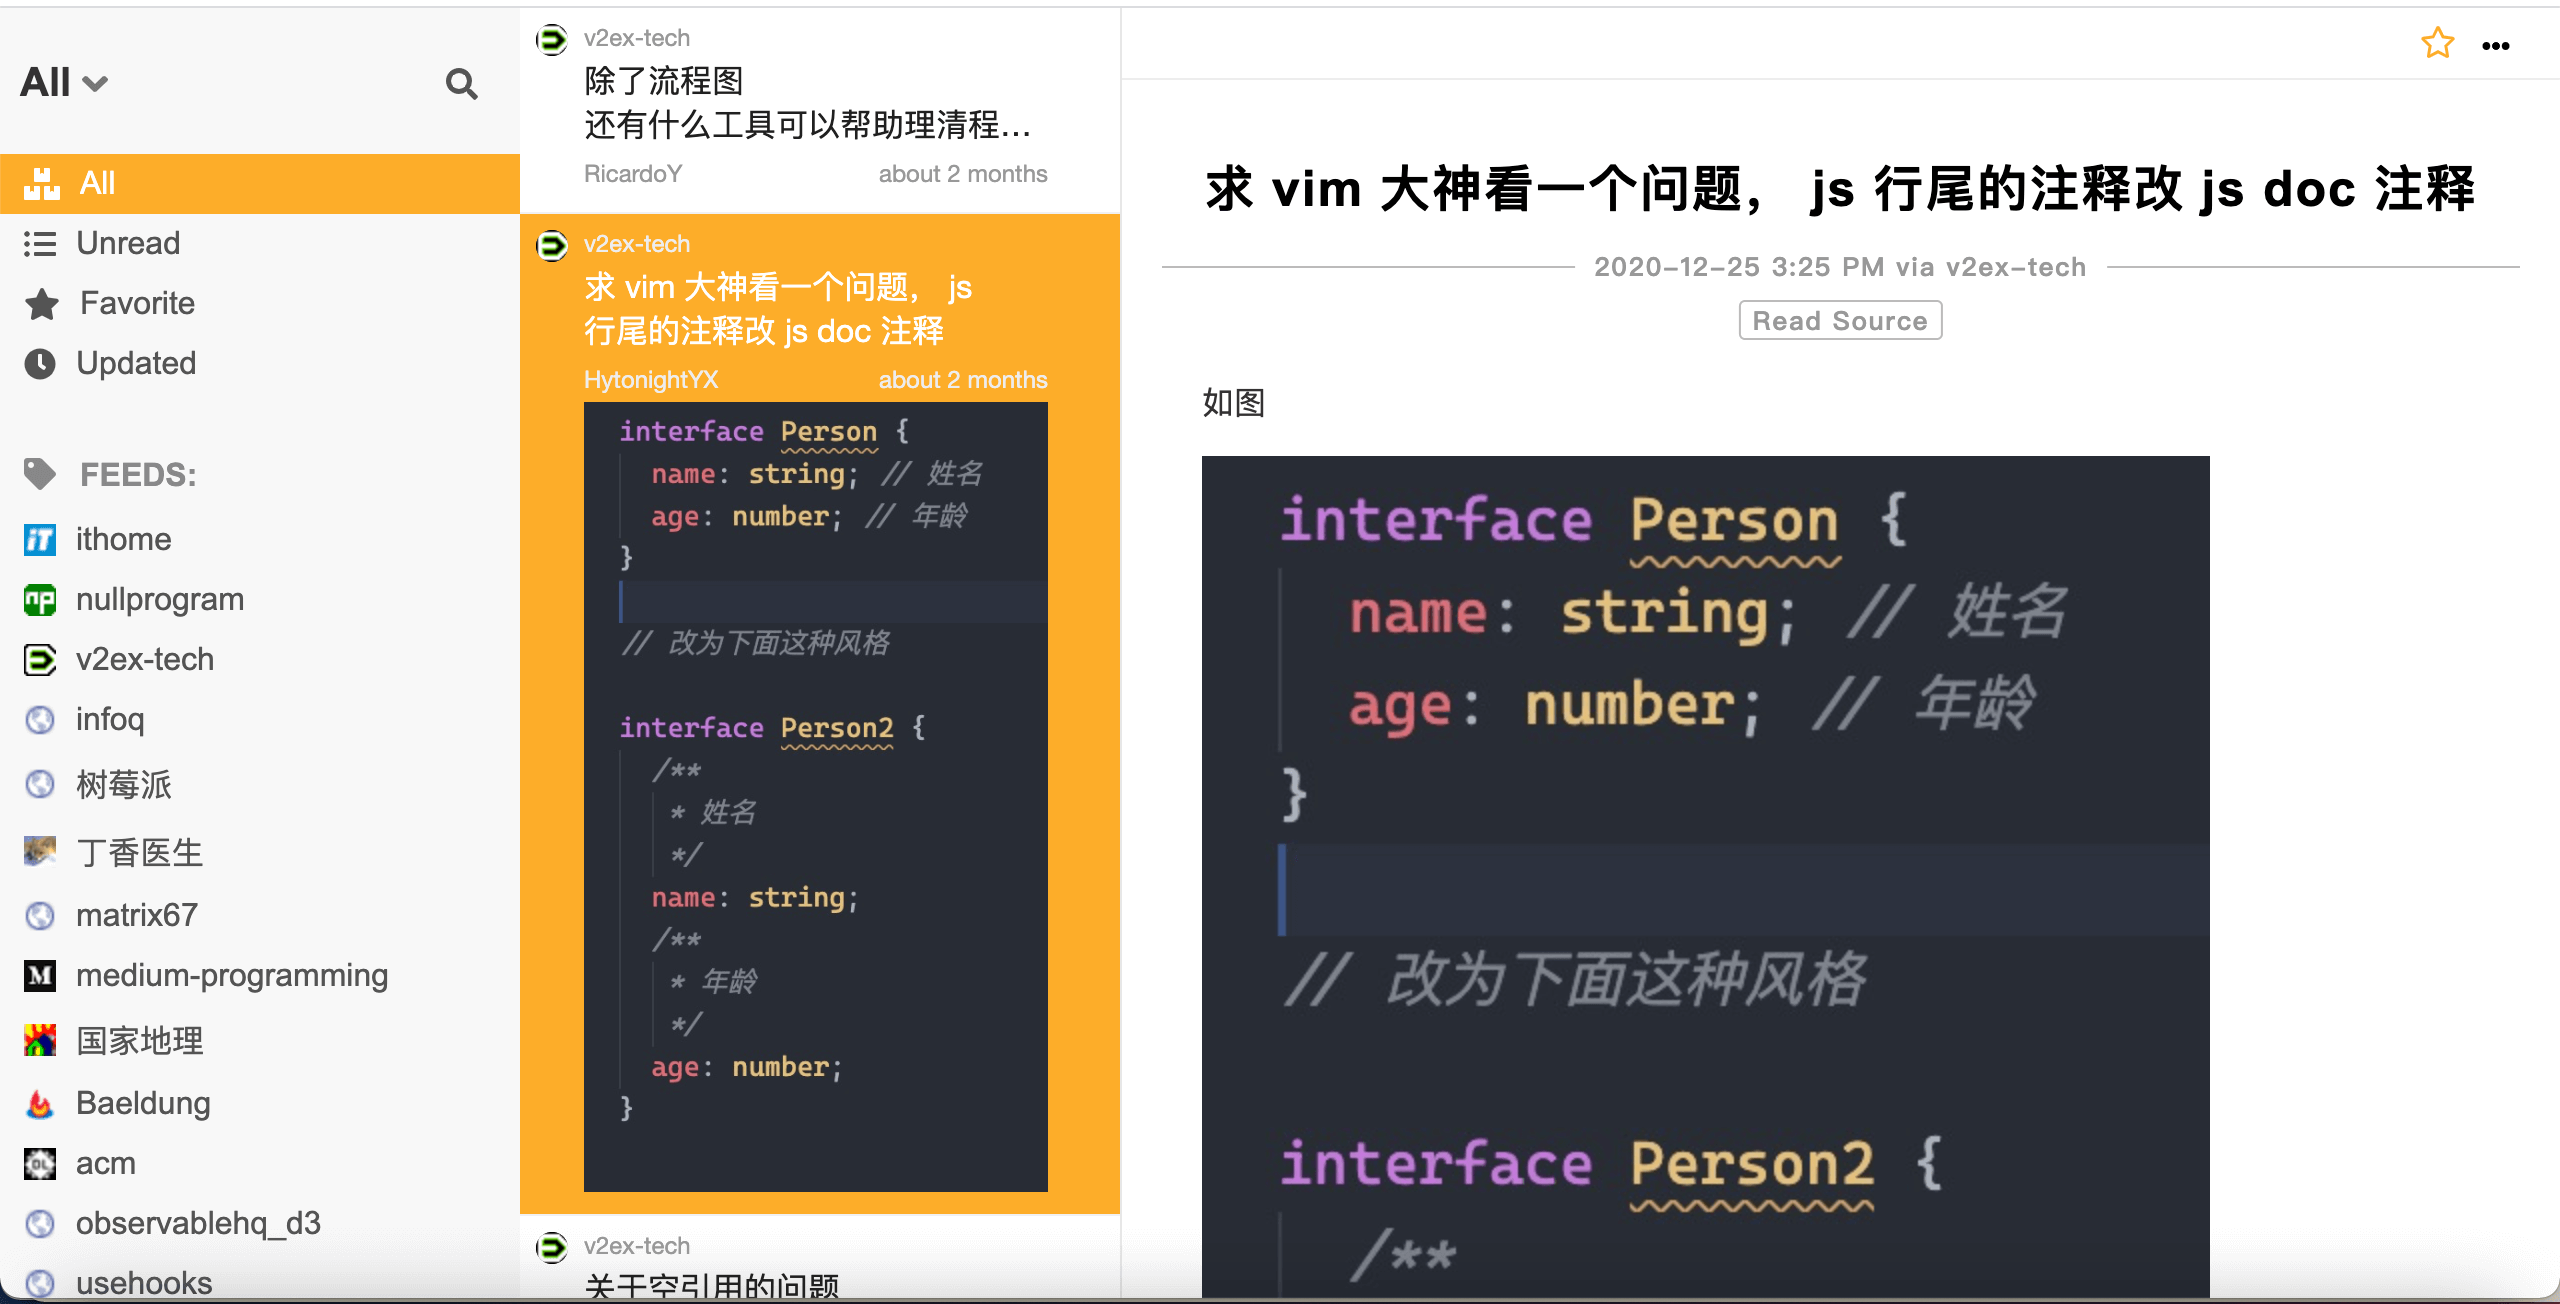 All
All
Unread
Favorite
Updated
FEEDS:
ithome
nullprogram
v2ex-tech
infoq
树莓派
丁香医生
matrix67
medium-programming
国家地理
Baeldung
acm
observablehq_d3
usehooks
v2ex-tech
除了流程图
还有什么工具可以帮助理清程...
RicardoY about 2 months
v2ex-tech
求 vim 大神看一个问题， js
行尾的注释改 js doc 注释
HytonightYX about 2 months
interface Person {
name: string; // 姓名
age: number; // 年龄
}
// 改为下面这种风格
interface Person2 {
/**
* 姓名
*/
name: string;
/**
* 年龄
*/
age: number;
}
v2ex-tech
关于空引用的问题
求 vim 大神看一个问题， js 行尾的注释改 js doc 注释
2020-12-25 3:25 PM via v2ex-tech
Read Source
如图
interface Person {
name: string; // 姓名
age: number; // 年龄
}
// 改为下面这种风格
interface Person2 {
/**